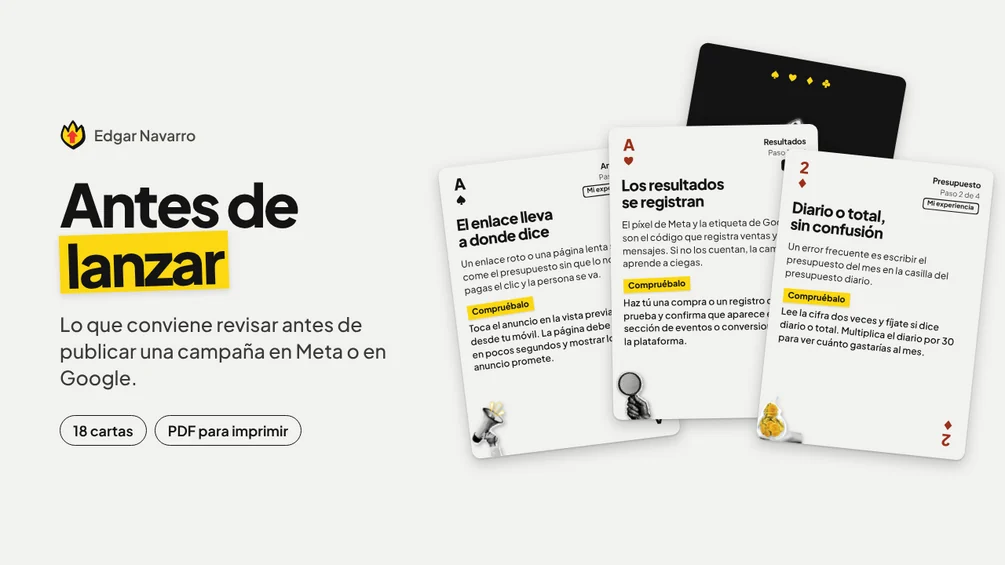 Edgar Navarro
Antes de
lanzar
Lo que conviene revisar antes de
publicar una campaña en Meta o en
Google.
18 cartas
PDF para imprimir
A
El enlace lleva
a donde dice
Un enlace roto o una página lenta
come el presupuesto sin que lo
pagas el clic y la persona se va.
Compruébalo
Toca el anuncio en la vista previa
desde tu móvil. La página debe
en pocos segundos y mostrar
anuncio promete.
A
Resultados
Paso
Los resultados
se registran
El píxel de Meta y la etiqueta de
son el código que registra ventas y
mensajes. Si no los cuentan, la
aprende a ciegas.
Compruébalo
Haz tú una compra o un registro
prueba y confirma que aparece
sección de eventos o
la plataforma.
2
Presupuesto
Paso 2 de 4
Mi experiencia
Diario o total,
sin confusión
Un error frecuente es escribir el
presupuesto del mes en la casilla del
presupuesto diario.
Compruébalo
Lee la cifra dos veces y fíjate si dice
diario o total. Multiplica el diario por 30
para ver cuánto gastarías al mes.
2